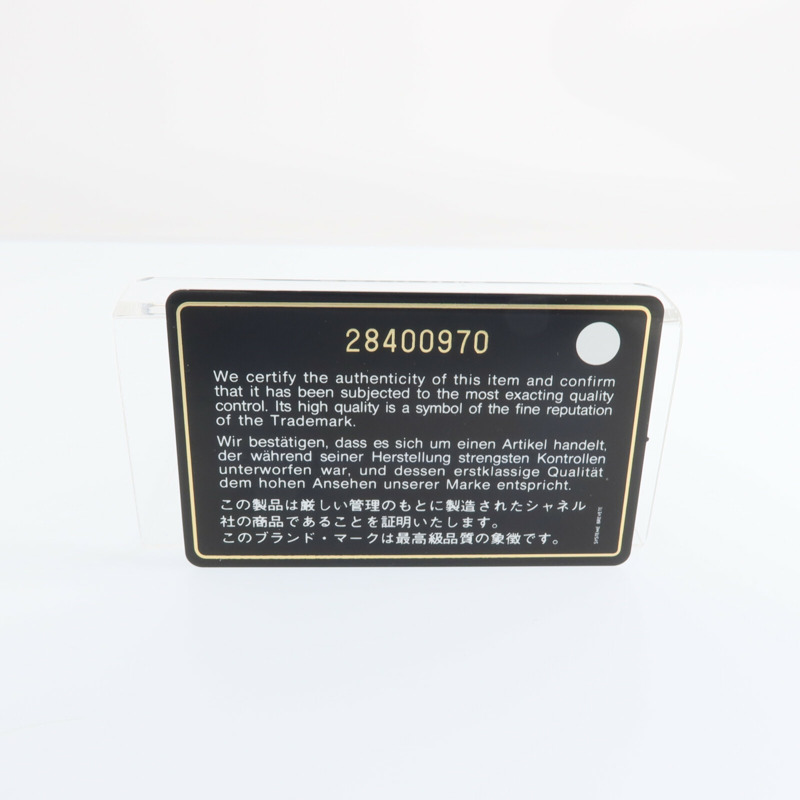 28400970
We certify the authenticity of this item and confirm
that it has been subjected to the most exacting quality
control. Its high quality is a symbol of the fine reputation
of the Trademark.
Wir bestätigen, dass es sich um einen Artikel handelt,
der während seiner Herstellung strengsten Kontrollen
unterworfen war, und dessen erstklassige Qualität
dem hohen Ansehen unserer Marke entspricht.
この製品は厳しい管理のもとに製造されたシャネル
社の商品であることを証明いたします。
このブランド・マークは最高級品質の象徴です。